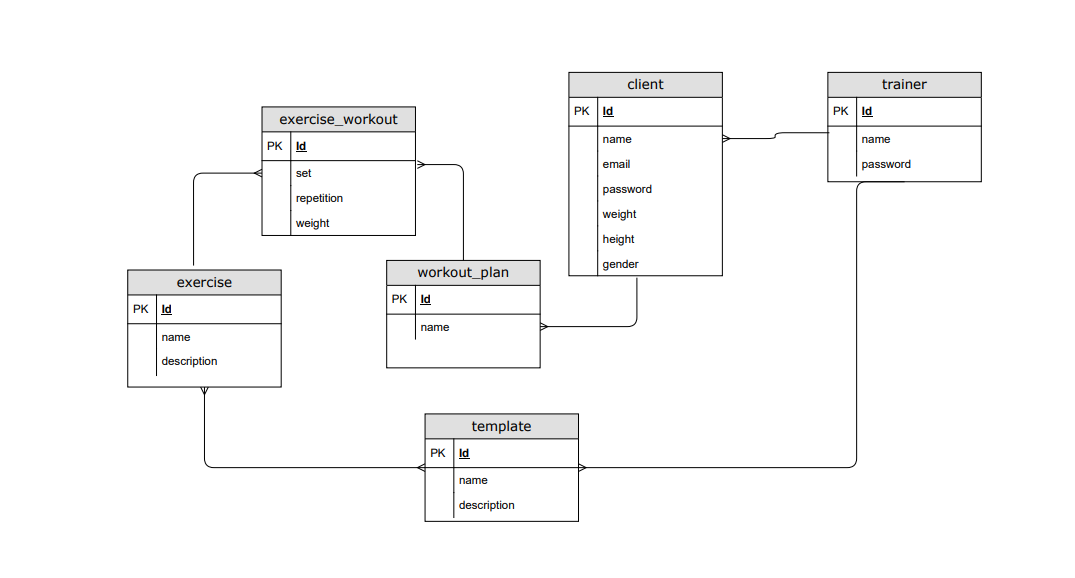 client
PK Id
name
email
password
weight
height
gender
trainer
PK Id
name
password
exercise_workout
PK Id
set
repetition
weight
workout_plan
PK Id
name
exercise
PK Id
name
description
template
PK Id
name
description